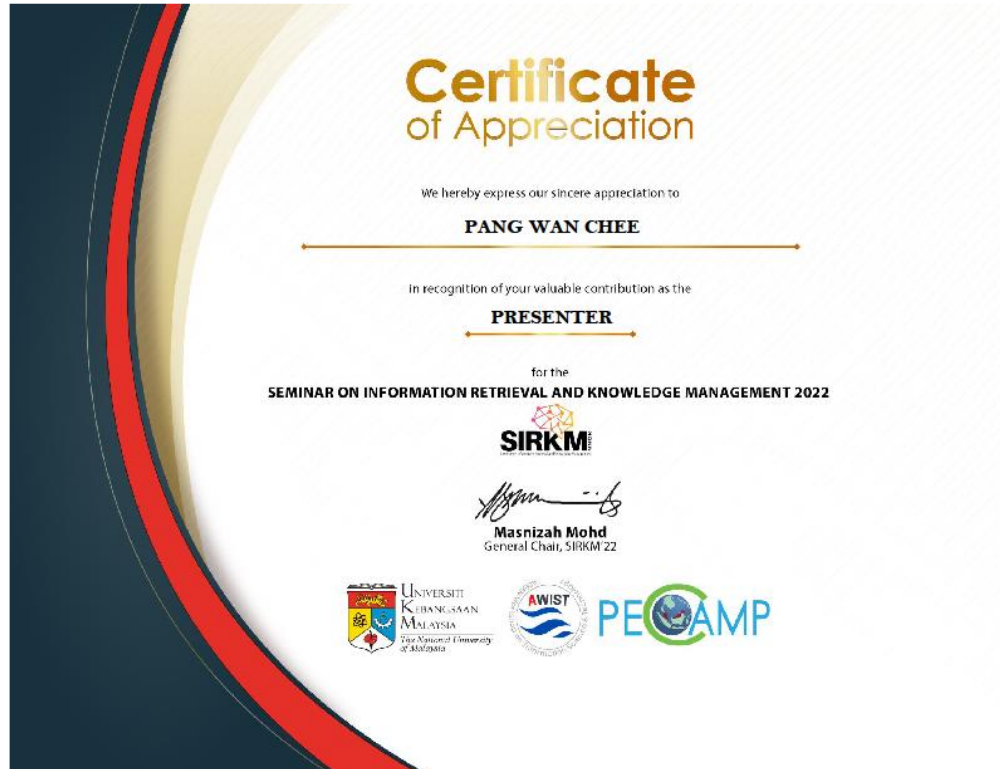 Certificate
of Appreciation
We hereby express our sincere appreciation to
PANG WAN CHEE
in recognition of your valuable contribution as the
PRESENTER
for the
SEMINAR ON INFORMATION RETRIEVAL AND KNOWLEDGE MANAGEMENT 2022
SIRKM
Masnizah Mohd
General Chair, SIRKM'22
UNIVERSITI
KEBANGSAAN
MALAYSIA
The National University
of Malaysia
AWIST
PECAMP